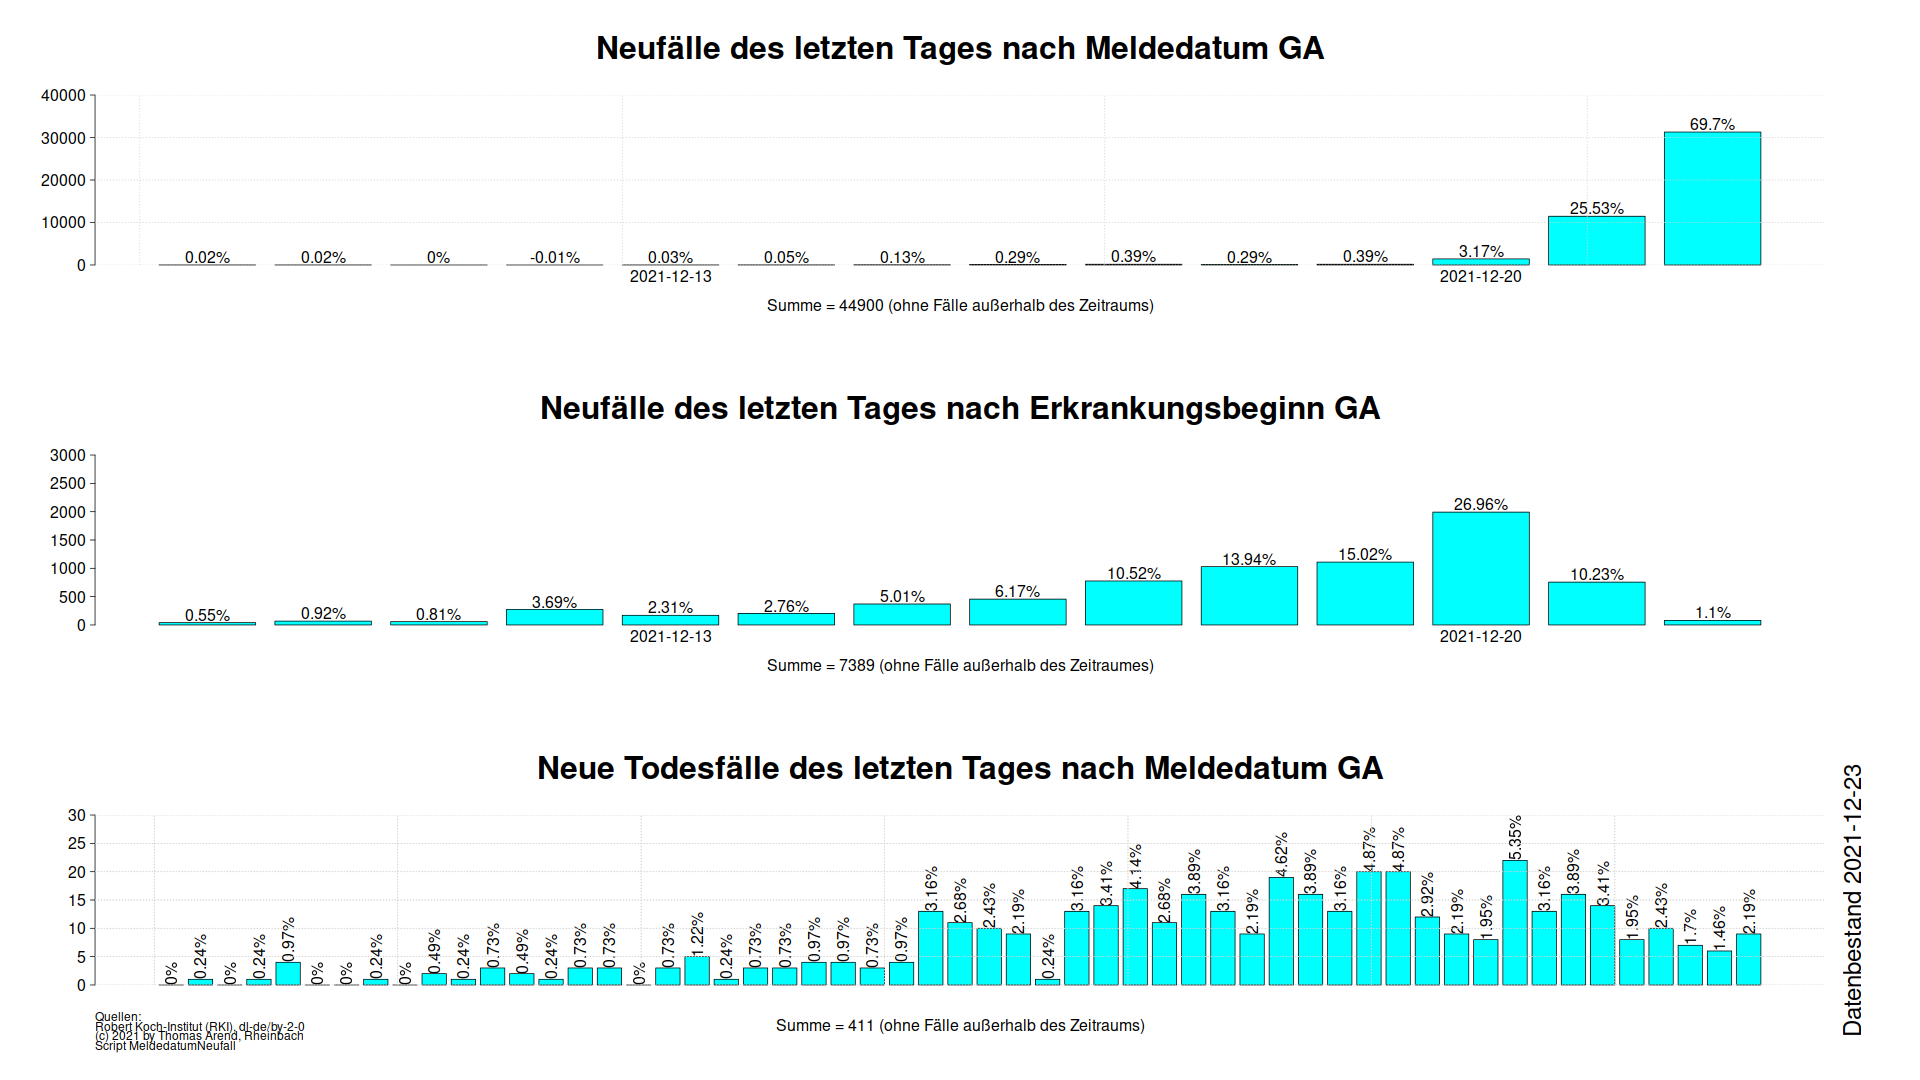 Neufälle des letzten Tages nach Meldedatum GA
40000
30000
20000
10000
0
0.02% 0.02% 0% -0.01% 0.03% 0.05% 0.13% 0.29% 0.39% 0.29% 0.39% 3.17% 25.53% 69.7%
2021-12-13 2021-12-20
Summe = 44900 (ohne Fälle außerhalb des Zeitraums)
Neufälle des letzten Tages nach Erkrankungsbeginn GA
3000
2500
2000
1500
1000
500
0
0.55% 0.92% 0.81% 3.69% 2.31% 2.76% 5.01% 6.17% 10.52% 13.94% 15.02% 26.96% 10.23% 1.1%
2021-12-13 2021-12-20
Summe = 7389 (ohne Fälle außerhalb des Zeitraumes)
Neue Todesfälle des letzten Tages nach Meldedatum GA
30
25
20
15
10
5
0
0% 0.24% 0% 0.24% 0.97% 0% 0% 0.24% 0% 0.49% 0.24% 0.73% 0.49% 0.24% 0.73% 0.73% 0% 0.73% 1.22% 0.24% 0.73% 0.73% 0.97% 0.97% 0.73% 0.97% 3.16% 2.68% 2.43% 2.19% 0.24% 3.16% 3.41% 4.14% 2.68% 3.89% 3.16% 2.19% 4.62% 3.89% 3.16% 4.87% 4.87% 2.92% 2.19% 1.95% 5.35% 3.16% 3.89% 3.41% 1.95% 2.43% 1.7% 1.46% 2.19%
Summe = 411 (ohne Fälle außerhalb des Zeitraums)
Quellen:
Robert Koch-Institut (RKI), dl-de/by-2-0
(c) 2021 by Thomas Arend, Rheinbach
Script MeldedatumNeufall
Datenbestand 2021-12-23